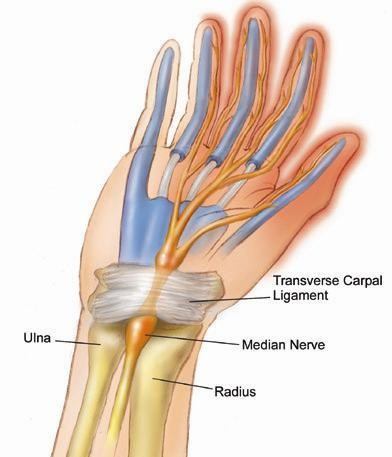 Transverse Carpal
Ligament
Ulna
Median Nerve
Radius